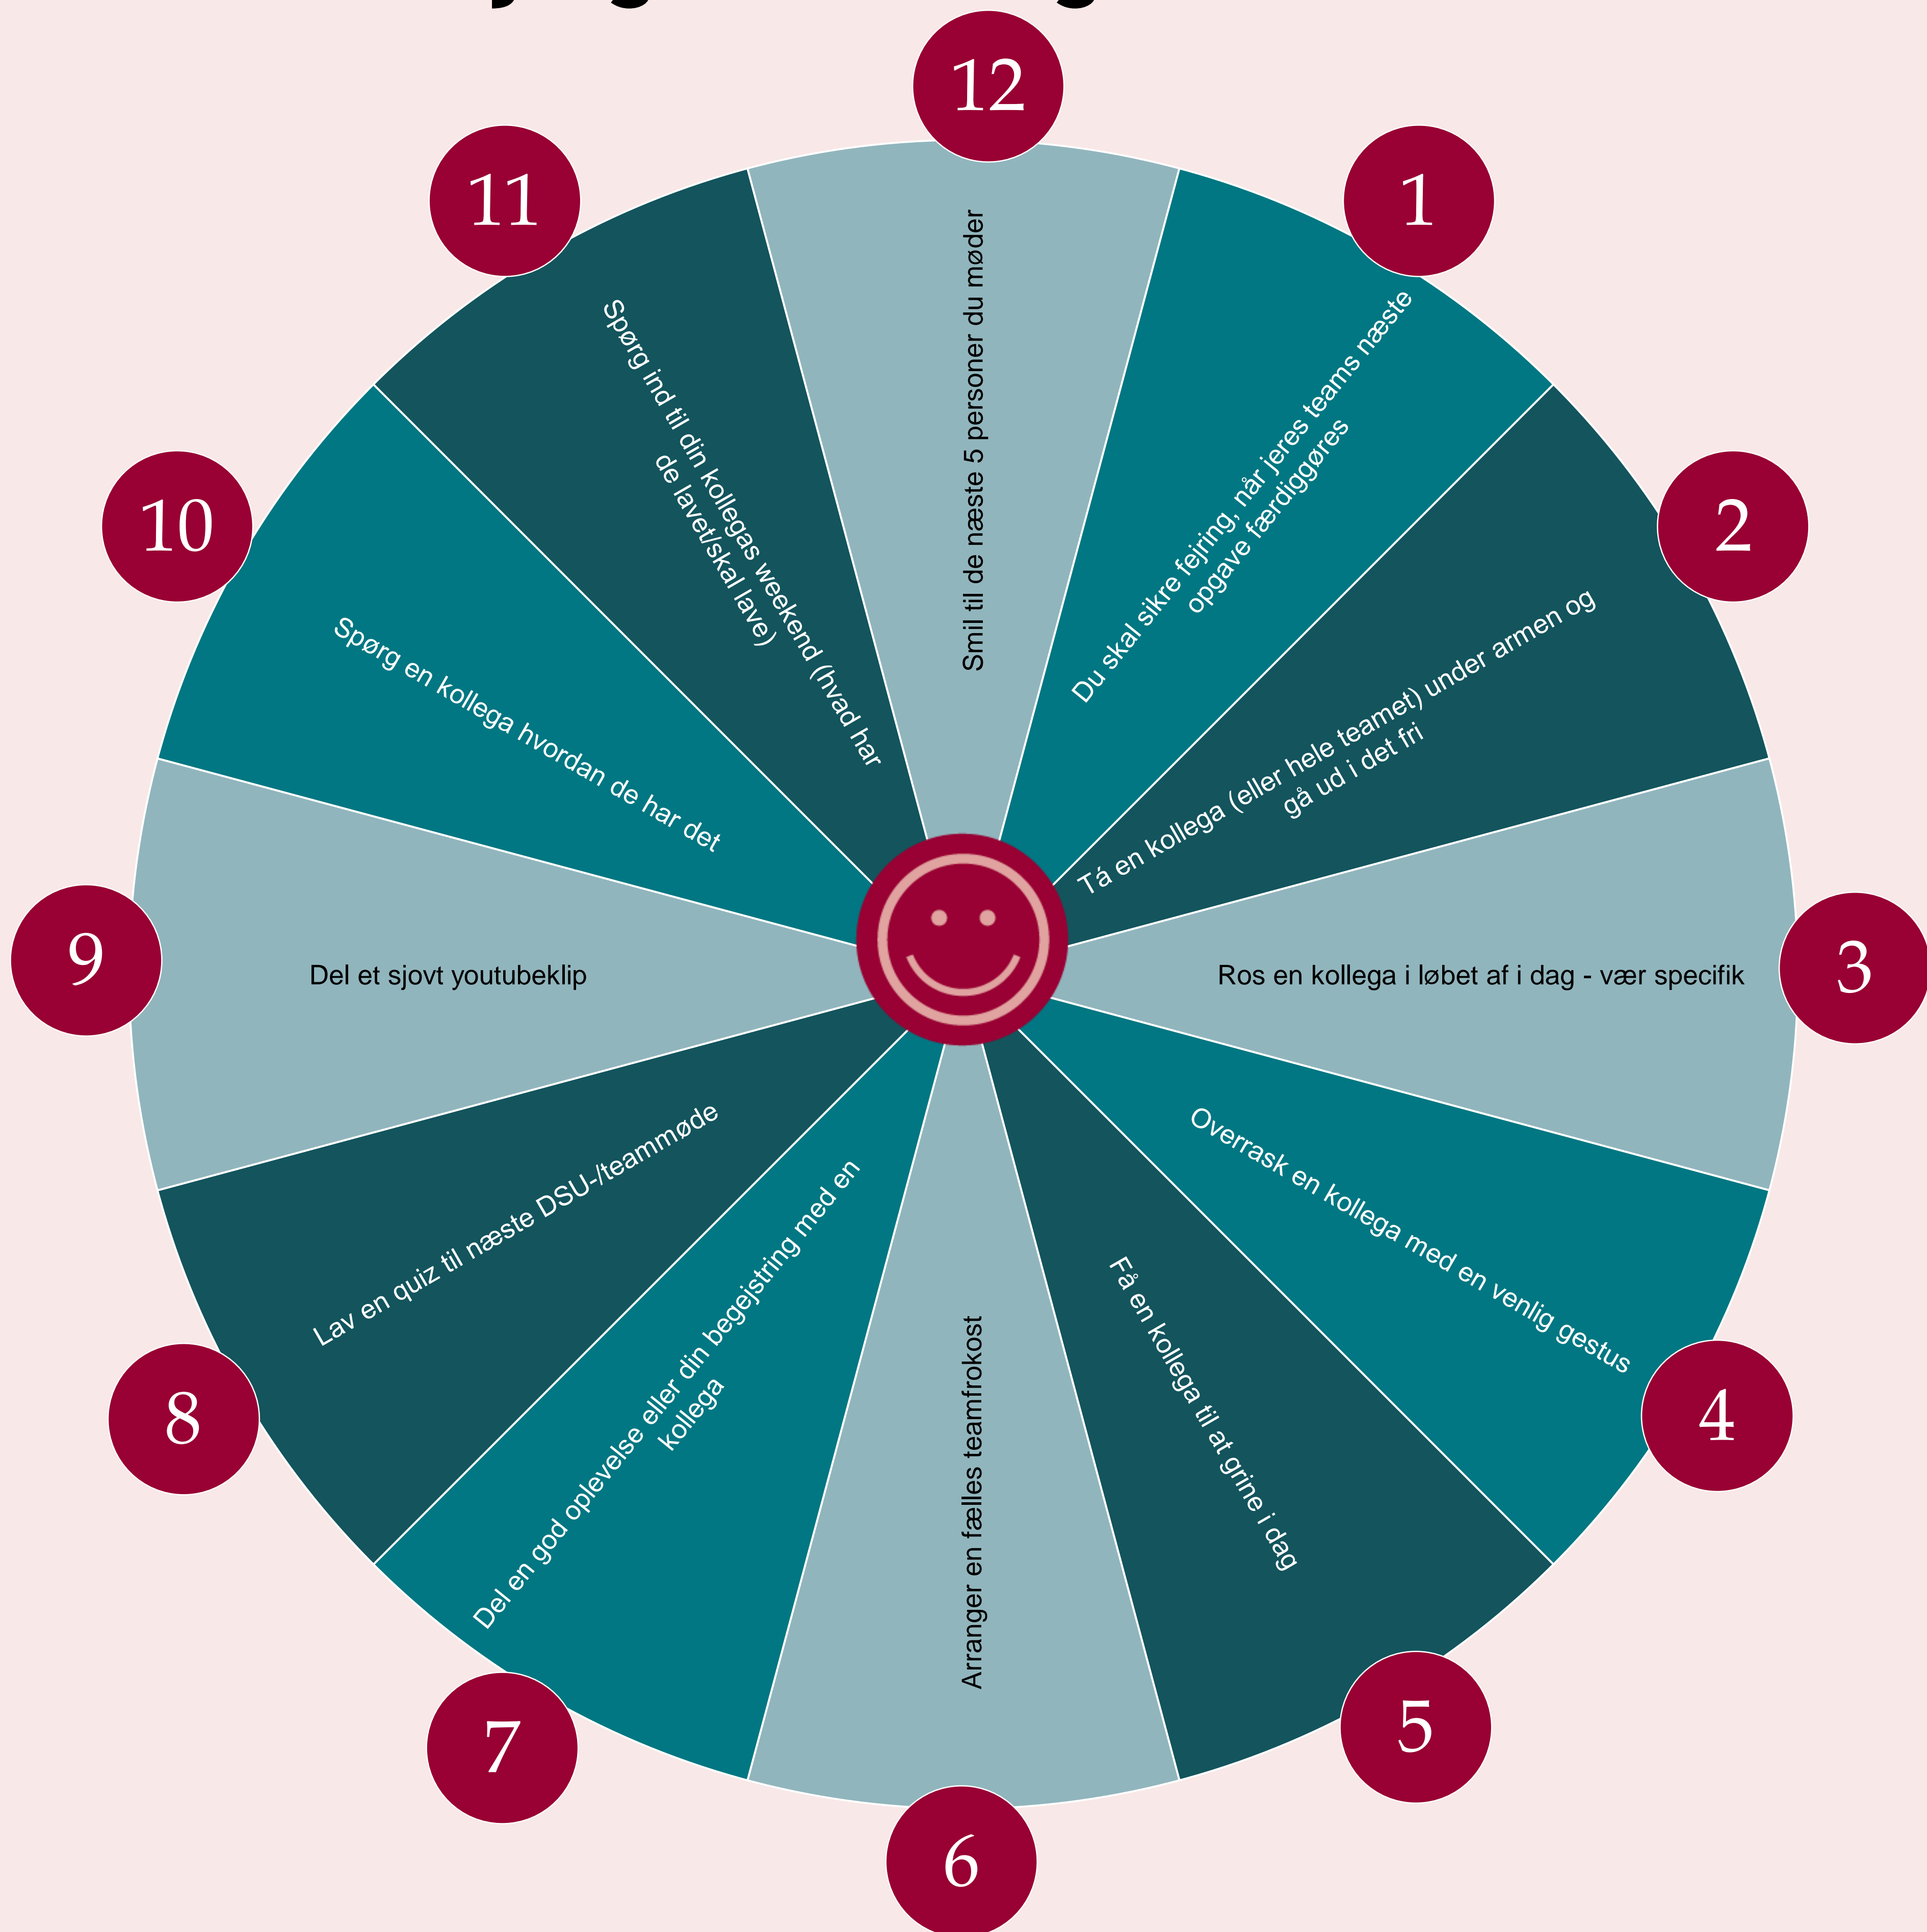 12
Smil til de næste 5 personer du møder
1
Du skal sikre fejring, når jeres teams næste
opgave færdiggøres
2
Tá en kollega (eller hele teamet) under armen og
gå ud i det fri
3
Ros en kollega i løbet af i dag - vær specifik
4
Overrask en kollega med en venlig gestus
5
Få en kollega til at grine i dag
6
Arranger en fælles teamfrokost
7
Del en god oplevelse eller din begejstring med en
kollega
8
Lav en quiz til næste DSU-/teammøde
9
Del et sjovt youtubeklip
10
Spørg en kollega hvordan de har det
11
Spørg ind til din kollegas weekend (hvad har
de lavet/skal lave)